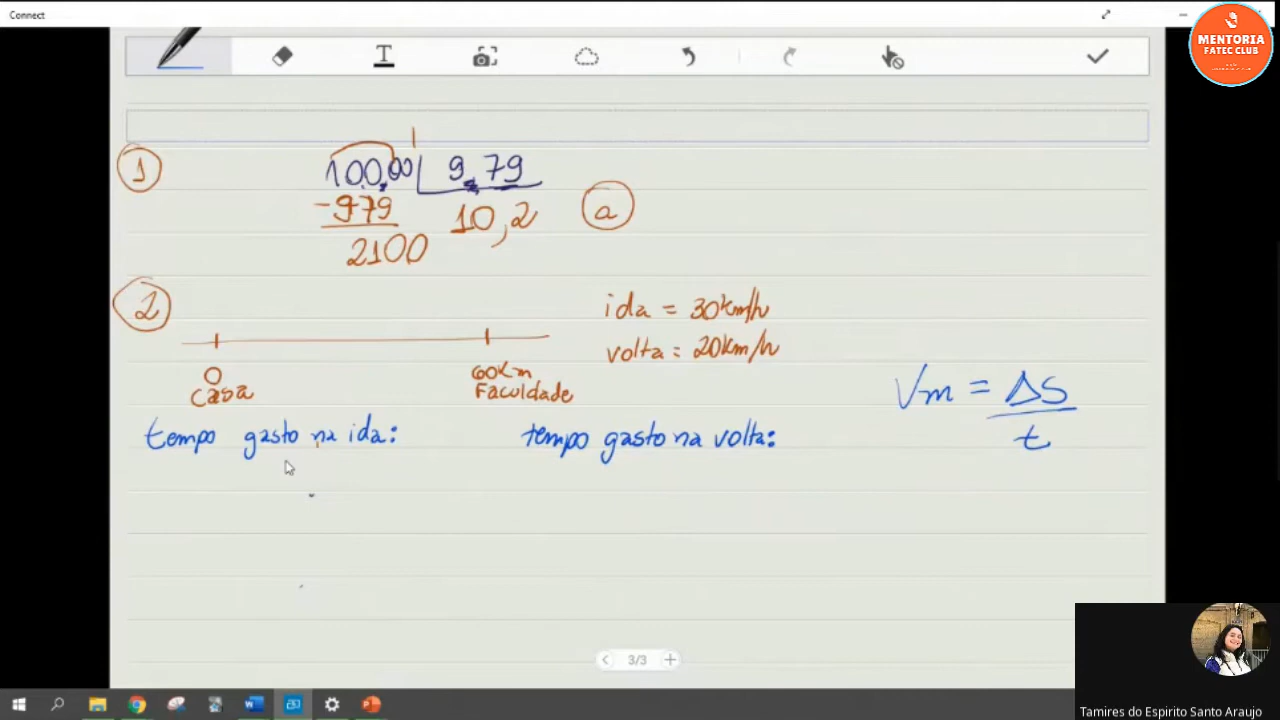 Connect
MENTORIA
FATEC CLUB
T
1
100,00 9,79
-979 10,2 a
2100
2
ida = 30km/h
volta = 20km/h
0 60Km
casa Faculdade
Vm = ΔS
t
tempo gasto na ida: tempo gasto na volta:
3/3
Tamires do Espirito Santo Araujo